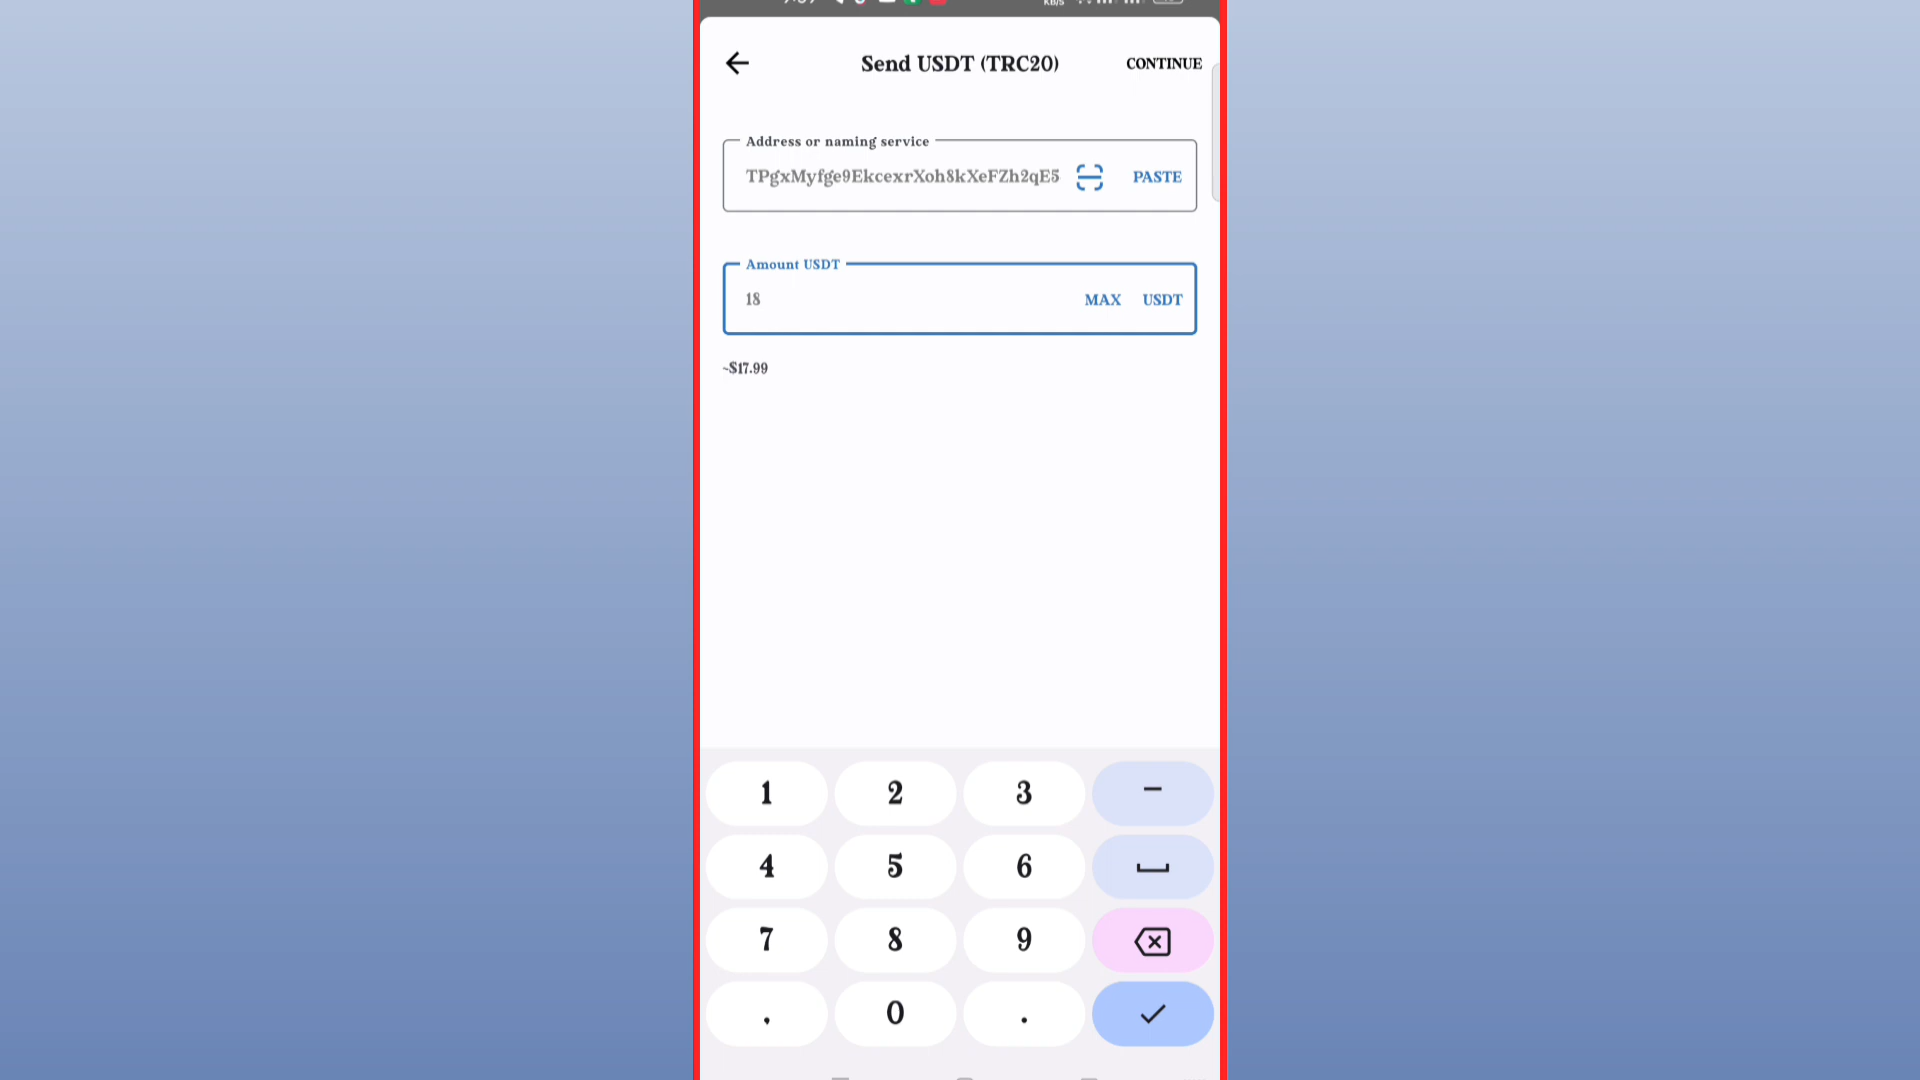 KB/S
Send USDT (TRC20)
CONTINUE
Address or naming service
TPgxMyfge9EkcexrXoh8kXeFZh2qE5
PASTE
Amount USDT
18
MAX
USDT
~$17.99
1
2
3
4
5
6
7
8
9
.
0
.